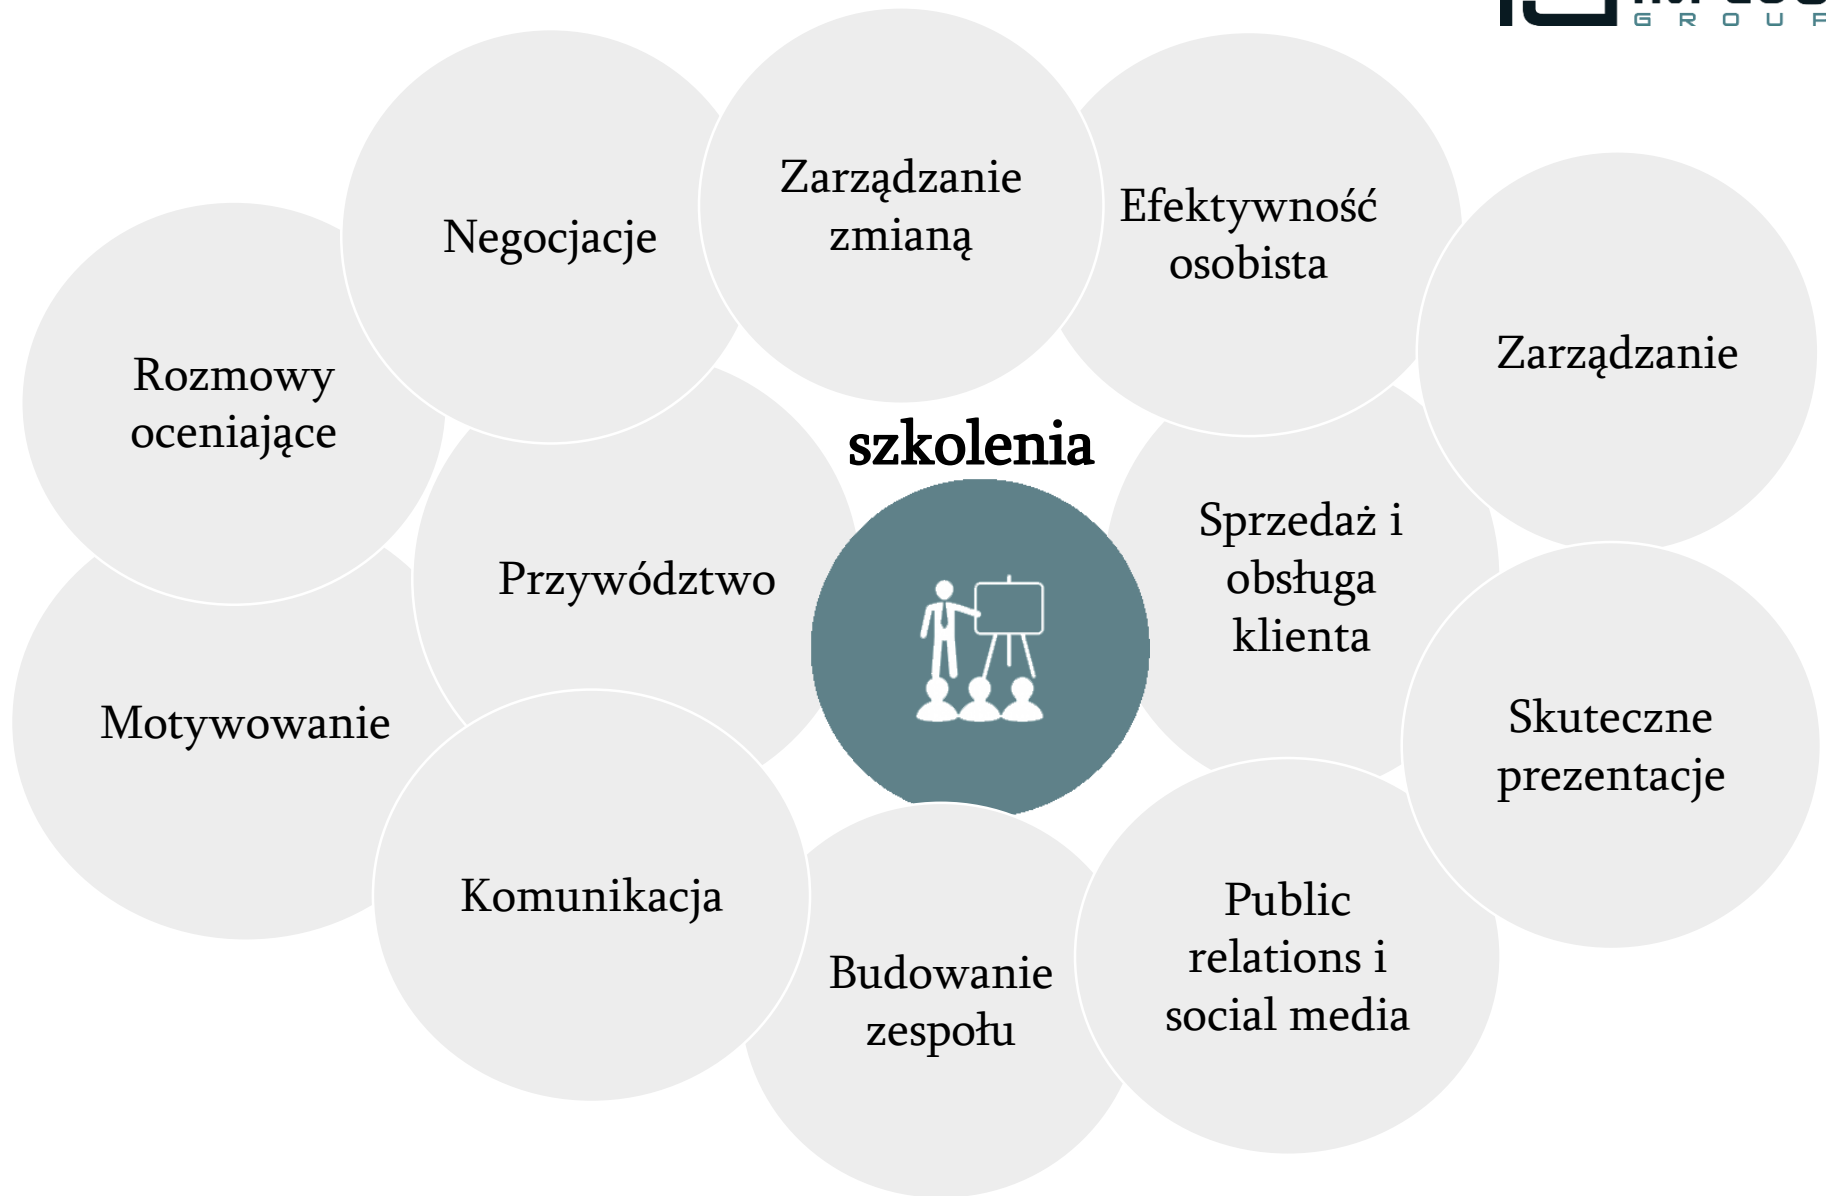 GROUP
Zarządzanie
zmianą
Efektywność
osobista
Negocjacje
Zarządzanie
Rozmowy
oceniające
szkolenia
Sprzedaż i
obsługa
klienta
Przywództwo
Motywowanie
Skuteczne
prezentacje
Komunikacja
Public
relations i
social media
Budowanie
zespołu